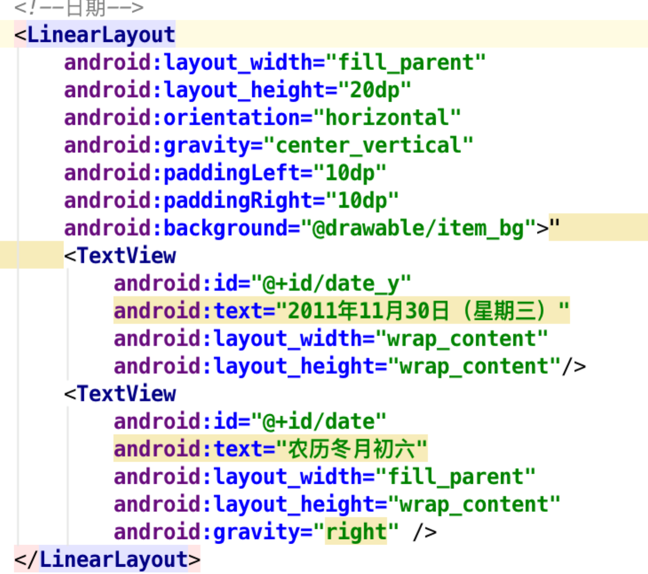 <!--日期-->
<LinearLayout
    android:layout_width="fill_parent"
    android:layout_height="20dp"
    android:orientation="horizontal"
    android:gravity="center_vertical"
    android:paddingLeft="10dp"
    android:paddingRight="10dp"
    android:background="@drawable/item_bg">"
    <TextView
        android:id="@+id/date_y"
        android:text="2011年11月30日（星期三）"
        android:layout_width="wrap_content"
        android:layout_height="wrap_content"/>
    <TextView
        android:id="@+id/date"
        android:text="农历冬月初六"
        android:layout_width="fill_parent"
        android:layout_height="wrap_content"
        android:gravity="right" />
</LinearLayout>